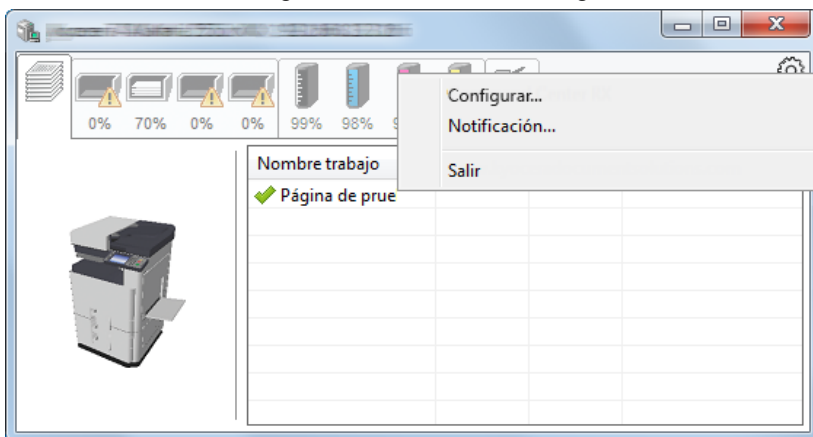 0% 70% 0% 0% 99% 98%
Configurar...
Notificación...
Salir
Nombre trabajo
Página de prue